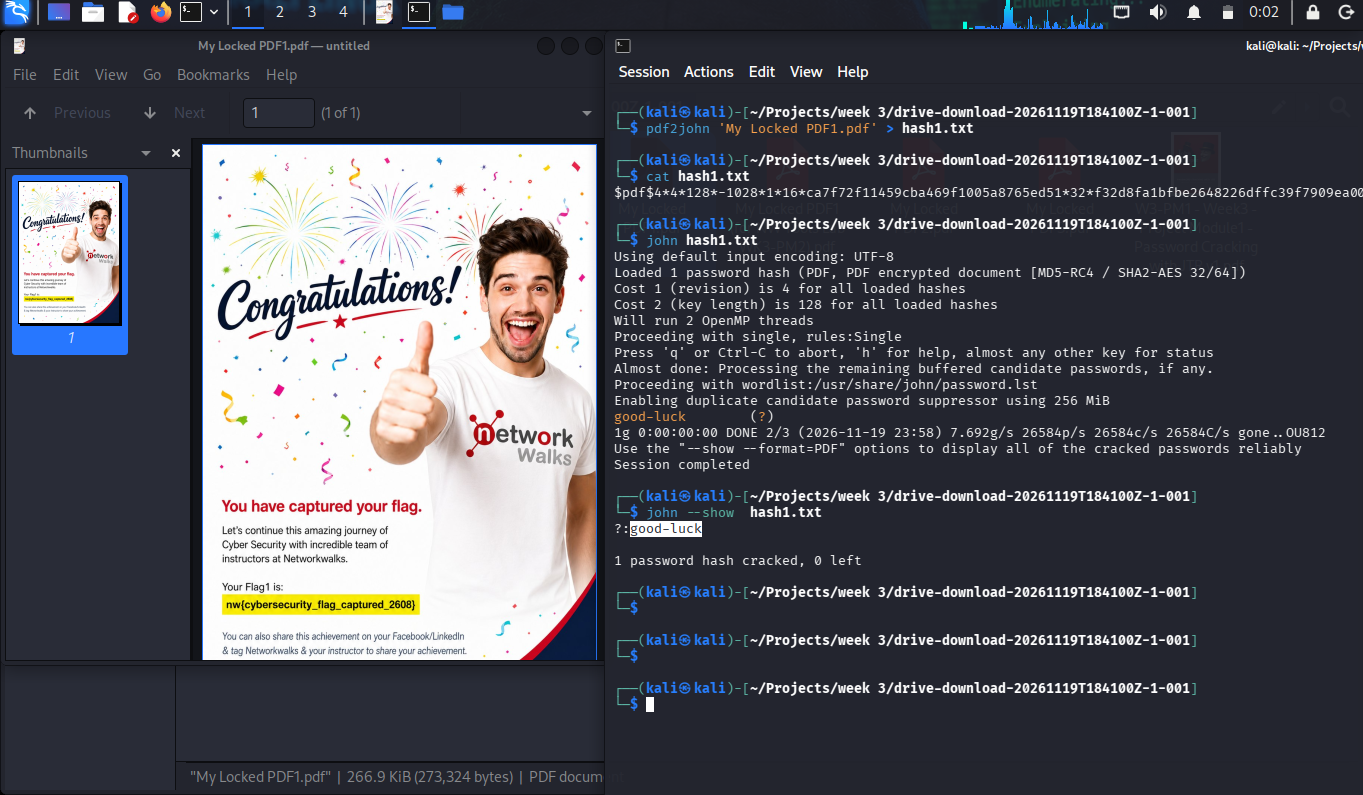 1 2 3 4
0:02
My Locked PDF1.pdf — untitled
File Edit View Go Bookmarks Help
Previous Next 1 (1 of 1)
Thumbnails
1
Congratulations!
network
Walks
You have captured your flag.
Let's continue this amazing journey of
Cyber Security with incredible team of
instructors at Networkwalks.
Your Flag1 is:
nw{cybersecurity_flag_captured_2608}
You can also share this achievement on your Facebook/LinkedIn
& tag Networkwalks & your instructor to share your achievement.
"My Locked PDF1.pdf" | 266.9 KiB (273,324 bytes) | PDF docum
kali@kali: ~/Projects/
Session Actions Edit View Help
┌──(kali㉿kali)-[~/Projects/week 3/drive-download-20261119T184100Z-1-001]
└─$ pdf2john 'My Locked PDF1.pdf' > hash1.txt
┌──(kali㉿kali)-[~/Projects/week 3/drive-download-20261119T184100Z-1-001]
└─$ cat hash1.txt
$pdf$4*4*128*-1028*1*16*ca7f72f11459cba469f1005a8765ed51*32*f32d8fa1bfbe2648226dffc39f7909ea00
┌──(kali㉿kali)-[~/Projects/week 3/drive-download-20261119T184100Z-1-001]
└─$ john hash1.txt
Using default input encoding: UTF-8
Loaded 1 password hash (PDF, PDF encrypted document [MD5-RC4 / SHA2-AES 32/64])
Cost 1 (revision) is 4 for all loaded hashes
Cost 2 (key length) is 128 for all loaded hashes
Will run 2 OpenMP threads
Proceeding with single, rules:Single
Press 'q' or Ctrl-C to abort, 'h' for help, almost any other key for status
Almost done: Processing the remaining buffered candidate passwords, if any.
Proceeding with wordlist:/usr/share/john/password.lst
Enabling duplicate candidate password suppressor using 256 MiB
good-luck (?)
1g 0:00:00:00 DONE 2/3 (2026-11-19 23:58) 7.692g/s 26584p/s 26584c/s 26584C/s gone..OU812
Use the "--show --format=PDF" options to display all of the cracked passwords reliably
Session completed
┌──(kali㉿kali)-[~/Projects/week 3/drive-download-20261119T184100Z-1-001]
└─$ john --show hash1.txt
?:good-luck
1 password hash cracked, 0 left
┌──(kali㉿kali)-[~/Projects/week 3/drive-download-20261119T184100Z-1-001]
└─$
┌──(kali㉿kali)-[~/Projects/week 3/drive-download-20261119T184100Z-1-001]
└─$
┌──(kali㉿kali)-[~/Projects/week 3/drive-download-20261119T184100Z-1-001]
└─$